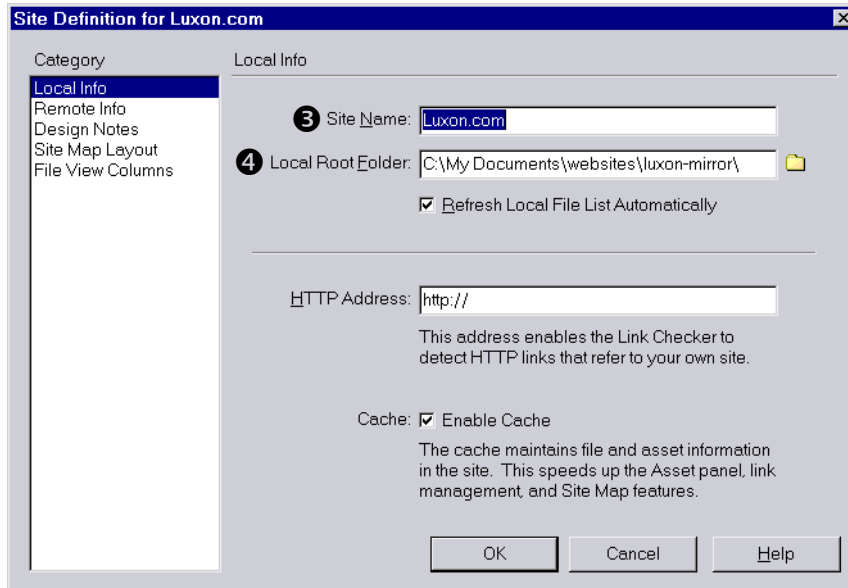 Site Definition for Luxon.com
Category
Local Info
Remote Info
Design Notes
Site Map Layout
File View Columns
Local Info
❸ Site Name: Luxon.com
❹ Local Root Folder: C:\My Documents\websites\luxon-mirror\
Refresh Local File List Automatically
HTTP Address: http://
This address enables the Link Checker to
detect HTTP links that refer to your own site.
Cache: Enable Cache
The cache maintains file and asset information
in the site. This speeds up the Asset panel, link
management, and Site Map features.
OK Cancel Help